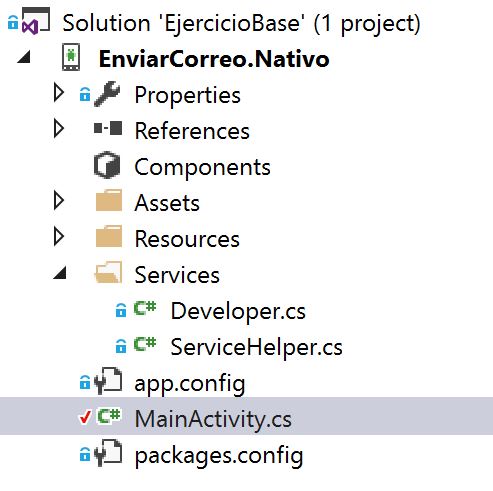 Solution 'EjercicioBase' (1 project)
EnviarCorreo.Nativo
Properties
References
Components
Assets
Resources
Services
C# Developer.cs
C# ServiceHelper.cs
app.config
C# MainActivity.cs
packages.config